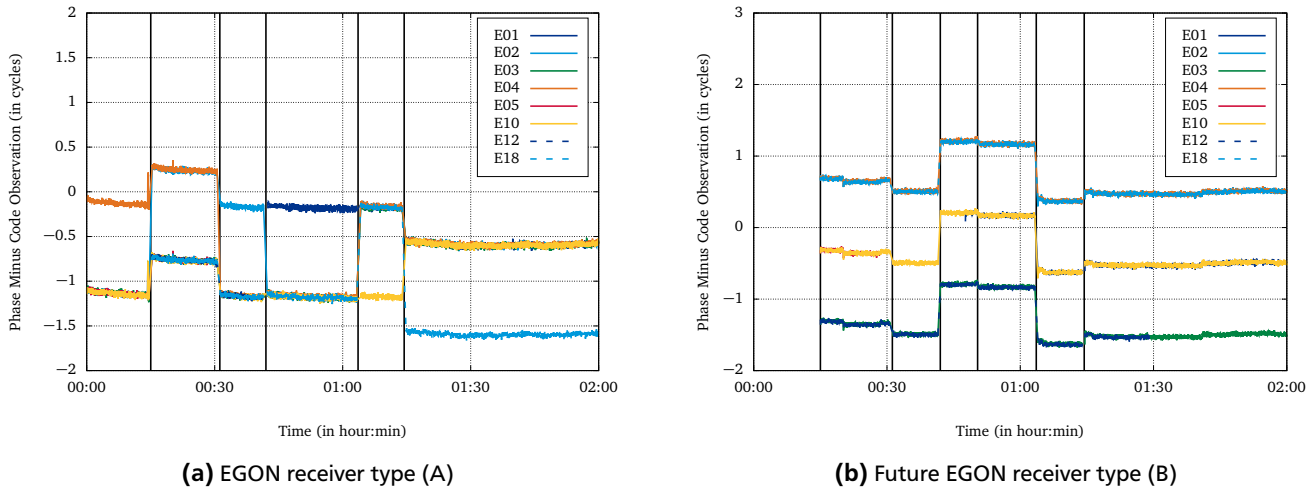 Phase Minus Code Observation (in cycles)
2
1.5
1
0.5
0
−0.5
−1
−1.5
−2
00:00
00:30
01:00
01:30
02:00
Time (in hour:min)
E01
E02
E03
E04
E05
E10
E12
E18
(a) EGON receiver type (A)
Phase Minus Code Observation (in cycles)
3
2
1
0
−1
−2
00:00
00:30
01:00
01:30
02:00
Time (in hour:min)
E01
E02
E03
E04
E05
E10
E12
E18
(b) Future EGON receiver type (B)